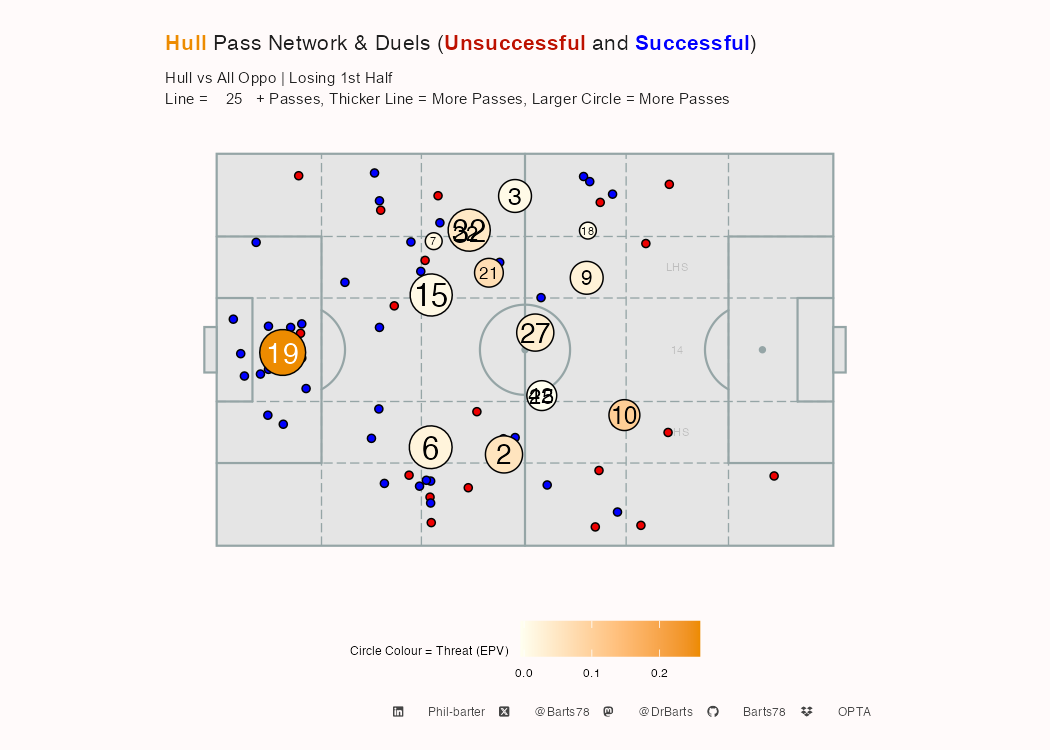 Hull Pass Network & Duels (Unsuccessful and Successful)
Hull vs All Oppo | Losing 1st Half
Line = 25 + Passes, Thicker Line = More Passes, Larger Circle = More Passes
3
18
7
21
LHS
9
15
27
14
19
10
HS
6
2
Circle Colour = Threat (EPV)
0.0 0.1 0.2
Phil-barter @Barts78 @DrBarts Barts78 OPTA